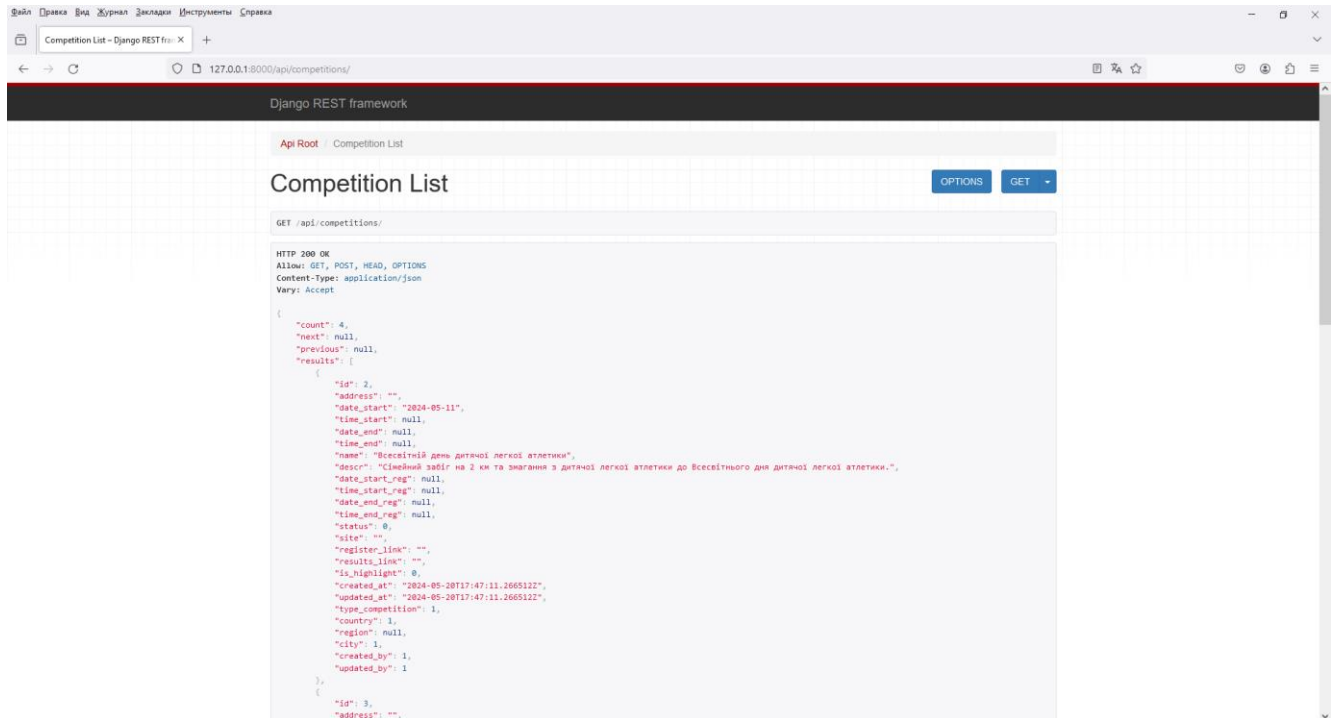 Файл Правка Вид Журнал Закладки Инструменты Справка
Competition List – Django REST fra
127.0.0.1:8000/api/competitions/
Django REST framework
Api Root / Competition List
Competition List
OPTIONS GET
GET /api/competitions/
HTTP 200 OK
Allow: GET, POST, HEAD, OPTIONS
Content-Type: application/json
Vary: Accept
{
"count": 4,
"next": null,
"previous": null,
"results": [
{
"id": 2,
"address": "",
"date_start": "2024-05-11",
"time_start": null,
"date_end": null,
"time_end": null,
"name": "Всесвітній день дитячої легкої атлетики",
"descr": "Сімейний забіг на 2 км та змагання з дитячої легкої атлетики до Всесвітнього дня дитячої легкої атлетики.",
"date_start_reg": null,
"time_start_reg": null,
"date_end_reg": null,
"time_end_reg": null,
"status": 0,
"site": "",
"register_link": "",
"results_link": "",
"is_highlight": 0,
"created_at": "2024-05-20T17:47:11.266512Z",
"updated_at": "2024-05-20T17:47:11.266512Z",
"type_competition": 1,
"country": 1,
"region": null,
"city": 1,
"created_by": 1,
"updated_by": 1
},
{
"id": 3,
"address": "",